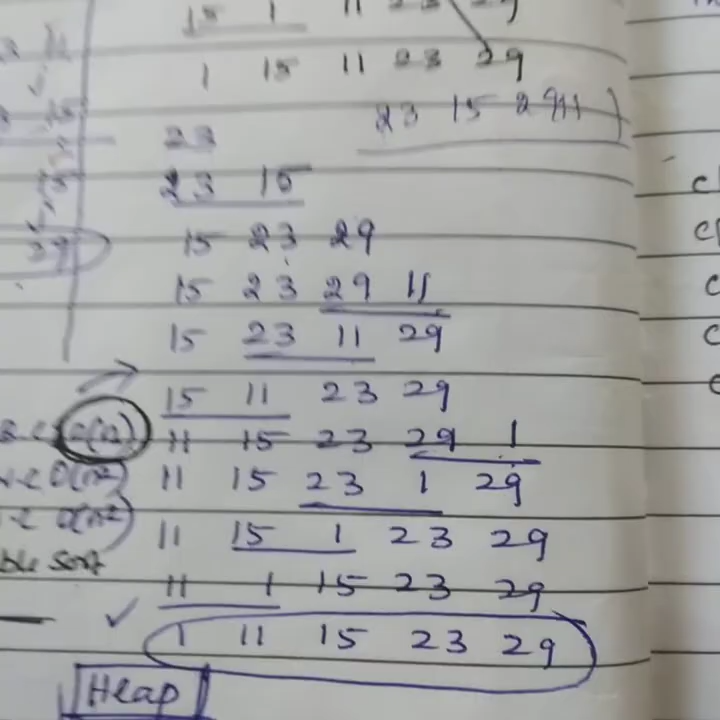 15 1 11 23 29
1 15 11 23 29
23 15 29 11
23
23 15
15 23 29
15 23 29 11
15 23 11 29
15 11 23 29
11 15 23 29 1
O(n²) 11 15 23 1 29
O(n²) 11 15 1 23 29
11 1 15 23 29
1 11 15 23 29
Heap
29